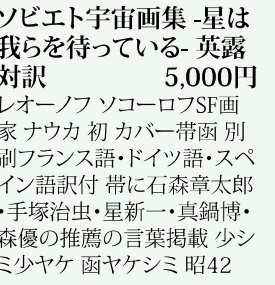 ソビエト宇宙画集 -星は
我らを待っている- 英露
対訳 5,000円
レオーノフ ソコーロフSF画
家 ナウカ 初 カバー帯函 別
刷フランス語・ドイツ語・スペ
イン語訳付 帯に石森章太郎
・手塚治虫・星新一・真鍋博・
森優の推薦の言葉掲載 少シ
ミ少ヤケ 函ヤケシミ 昭42